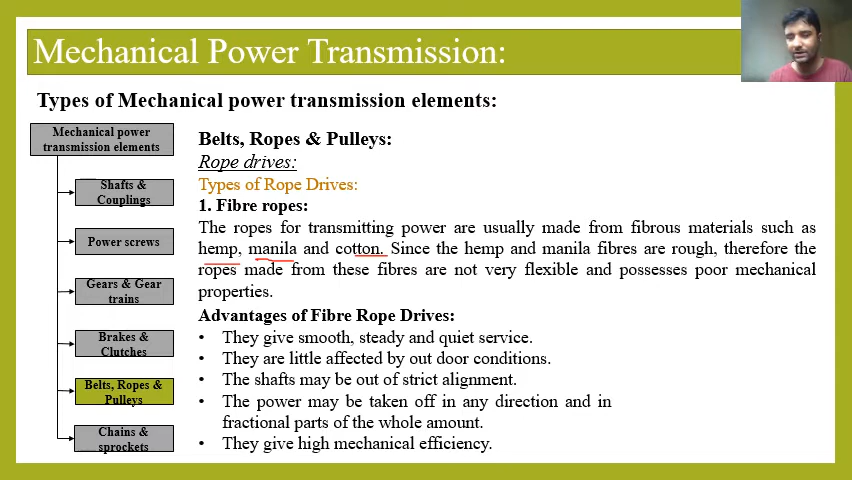 Mechanical Power Transmission:
Types of Mechanical power transmission elements:
Mechanical power
transmission elements
Shafts &
Couplings
Power screws
Gears & Gear
trains
Brakes &
Clutches
Belts, Ropes &
Pulleys
Chains &
sprockets
Belts, Ropes & Pulleys:
Rope drives:
Types of Rope Drives:
1. Fibre ropes:
The ropes for transmitting power are usually made from fibrous materials such as
hemp, manila and cotton. Since the hemp and manila fibres are rough, therefore the
ropes made from these fibres are not very flexible and possesses poor mechanical
properties.
Advantages of Fibre Rope Drives:
• They give smooth, steady and quiet service.
• They are little affected by out door conditions.
• The shafts may be out of strict alignment.
• The power may be taken off in any direction and in
fractional parts of the whole amount.
• They give high mechanical efficiency.